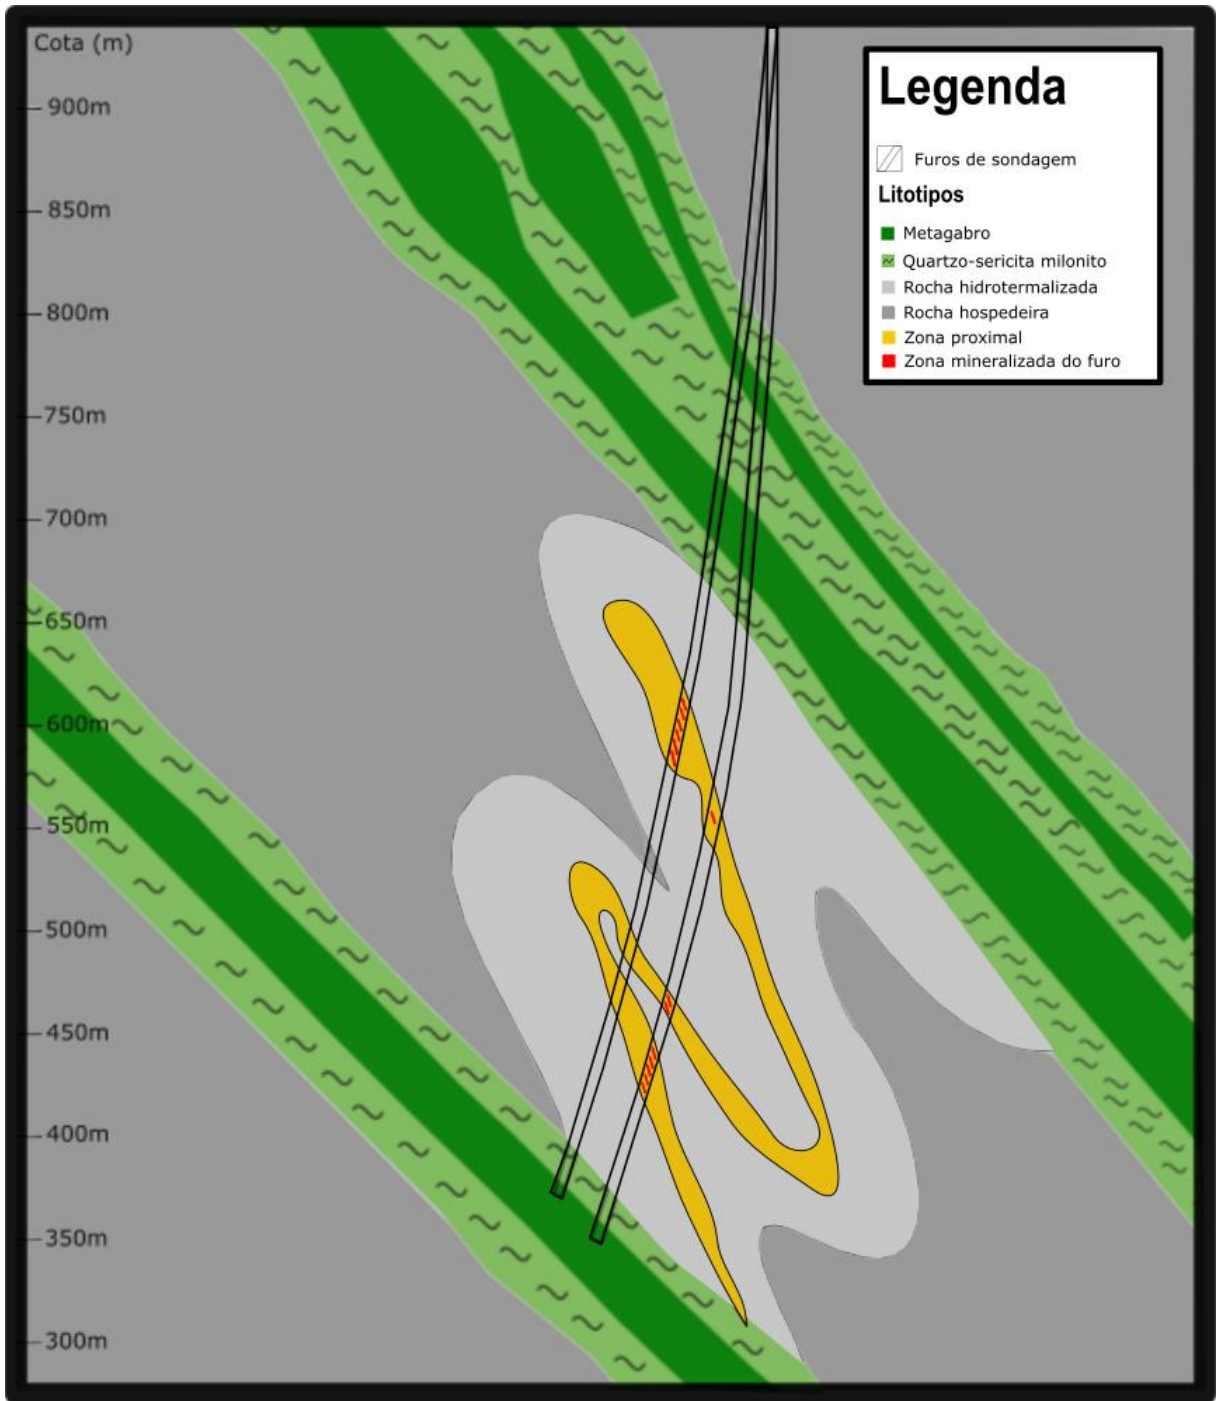 Cota (m)
900m
850m
800m
750m
700m
650m
600m
550m
500m
450m
400m
350m
300m
Legenda
Furos de sondagem
Litotipos
Metagabro
Quartzo-sericita milonito
Rocha hidrotermalizada
Rocha hospedeira
Zona proximal
Zona mineralizada do furo